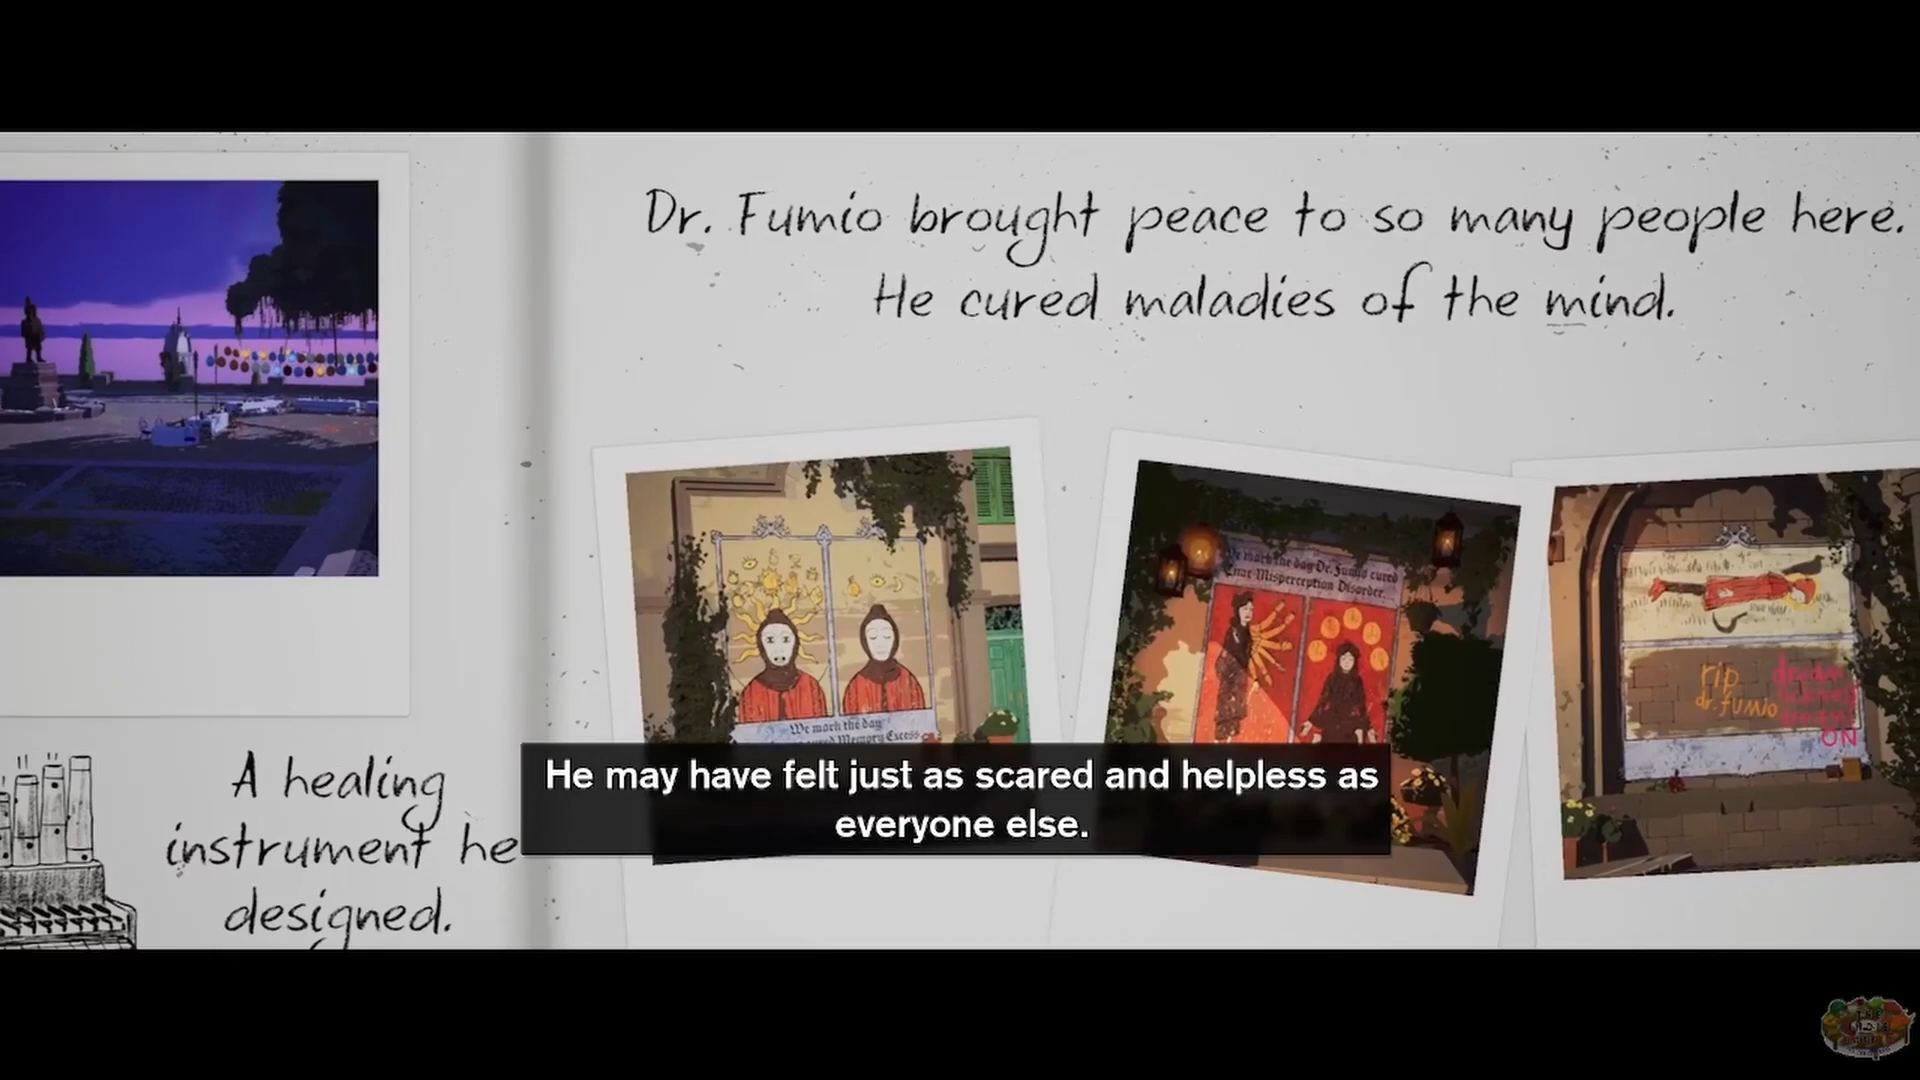 Dr. Fumio brought peace to so many people here.
He cured maladies of the mind.
We mark the day
cured Memory Excess
We mark the day Dr. Fumio cured
Misperception Disorder...
rip
dr. fumio
ON
A healing
instrument he
designed.
He may have felt just as scared and helpless as
everyone else.